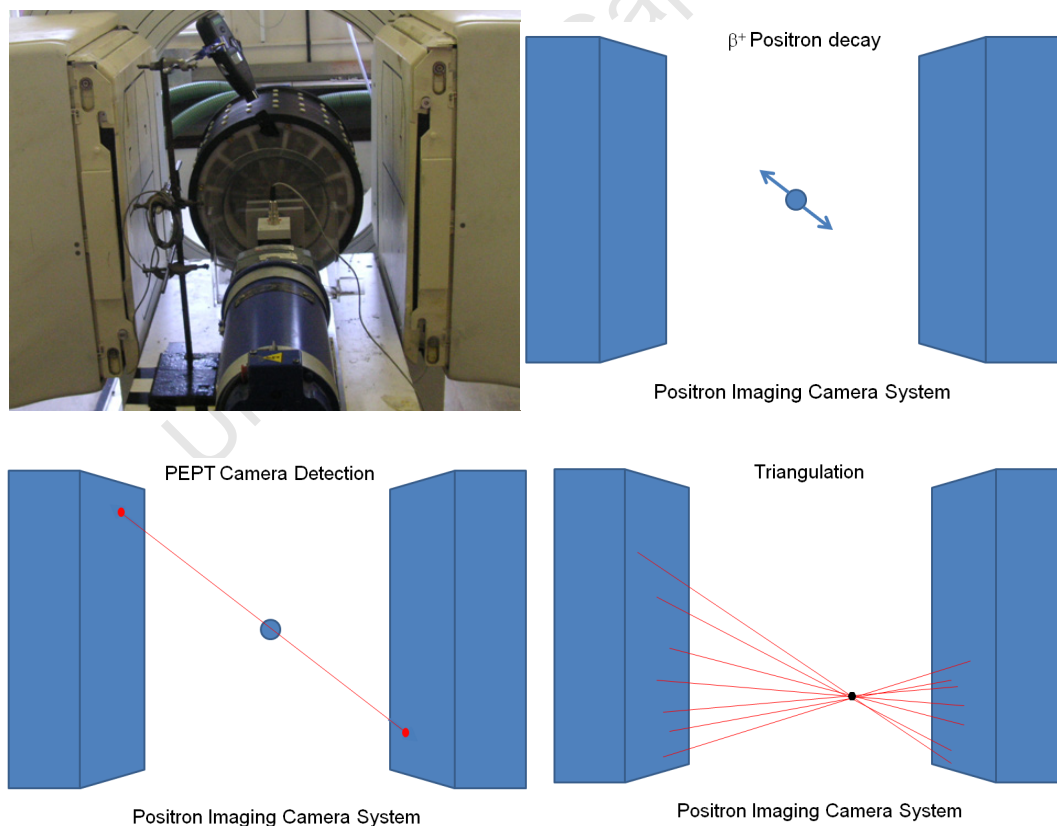 β⁺ Positron decay
Positron Imaging Camera System
PEPT Camera Detection
Triangulation
Positron Imaging Camera System
Positron Imaging Camera System